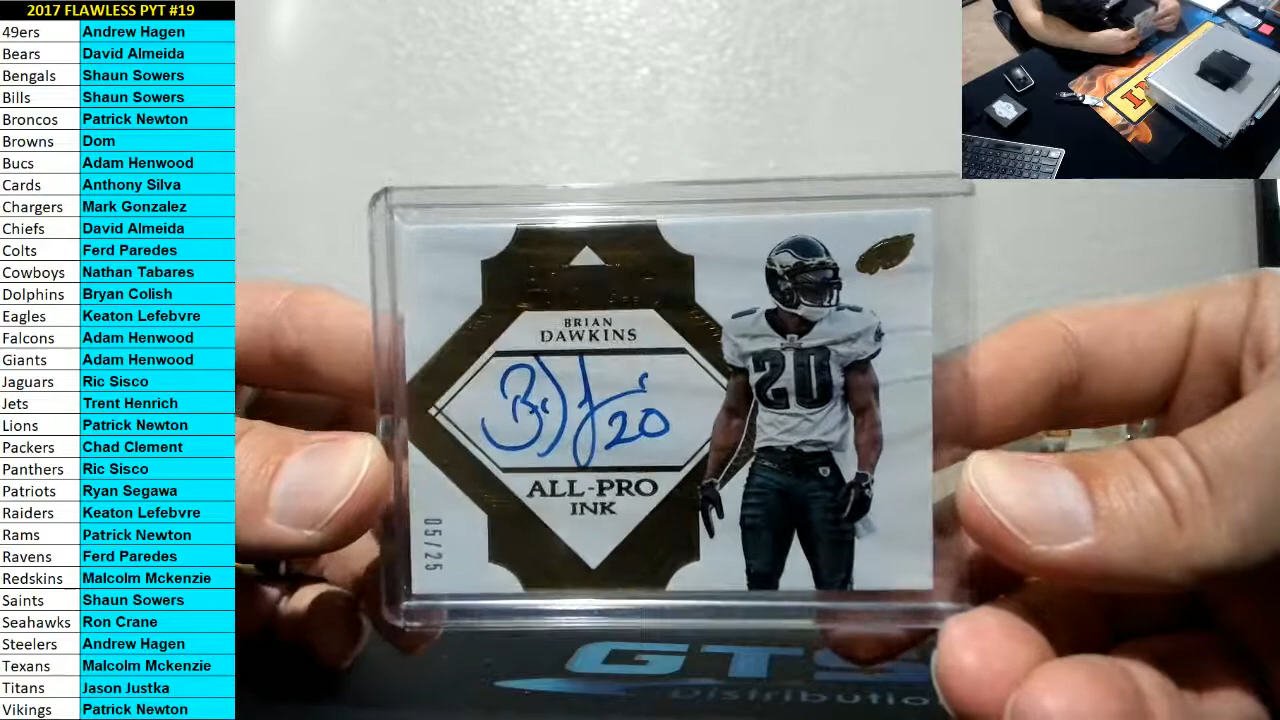 2017 FLAWLESS PYT #19
49ers Andrew Hagen
Bears David Almeida
Bengals Shaun Sowers
Bills Shaun Sowers
Broncos Patrick Newton
Browns Dom
Bucs Adam Henwood
Cards Anthony Silva
Chargers Mark Gonzalez
Chiefs David Almeida
Colts Ferd Paredes
Cowboys Nathan Tabares
Dolphins Bryan Colish
Eagles Keaton Lefebvre
Falcons Adam Henwood
Giants Adam Henwood
Jaguars Ric Sisco
Jets Trent Henrich
Lions Patrick Newton
Packers Chad Clement
Panthers Ric Sisco
Patriots Ryan Segawa
Raiders Keaton Lefebvre
Rams Patrick Newton
Ravens Ferd Paredes
Redskins Malcolm Mckenzie
Saints Shaun Sowers
Seahawks Ron Crane
Steelers Andrew Hagen
Texans Malcolm Mckenzie
Titans Jason Justka
Vikings Patrick Newton
BRIAN
DAWKINS
20
ALL-PRO
INK
05/25
20
GTS
Distributio